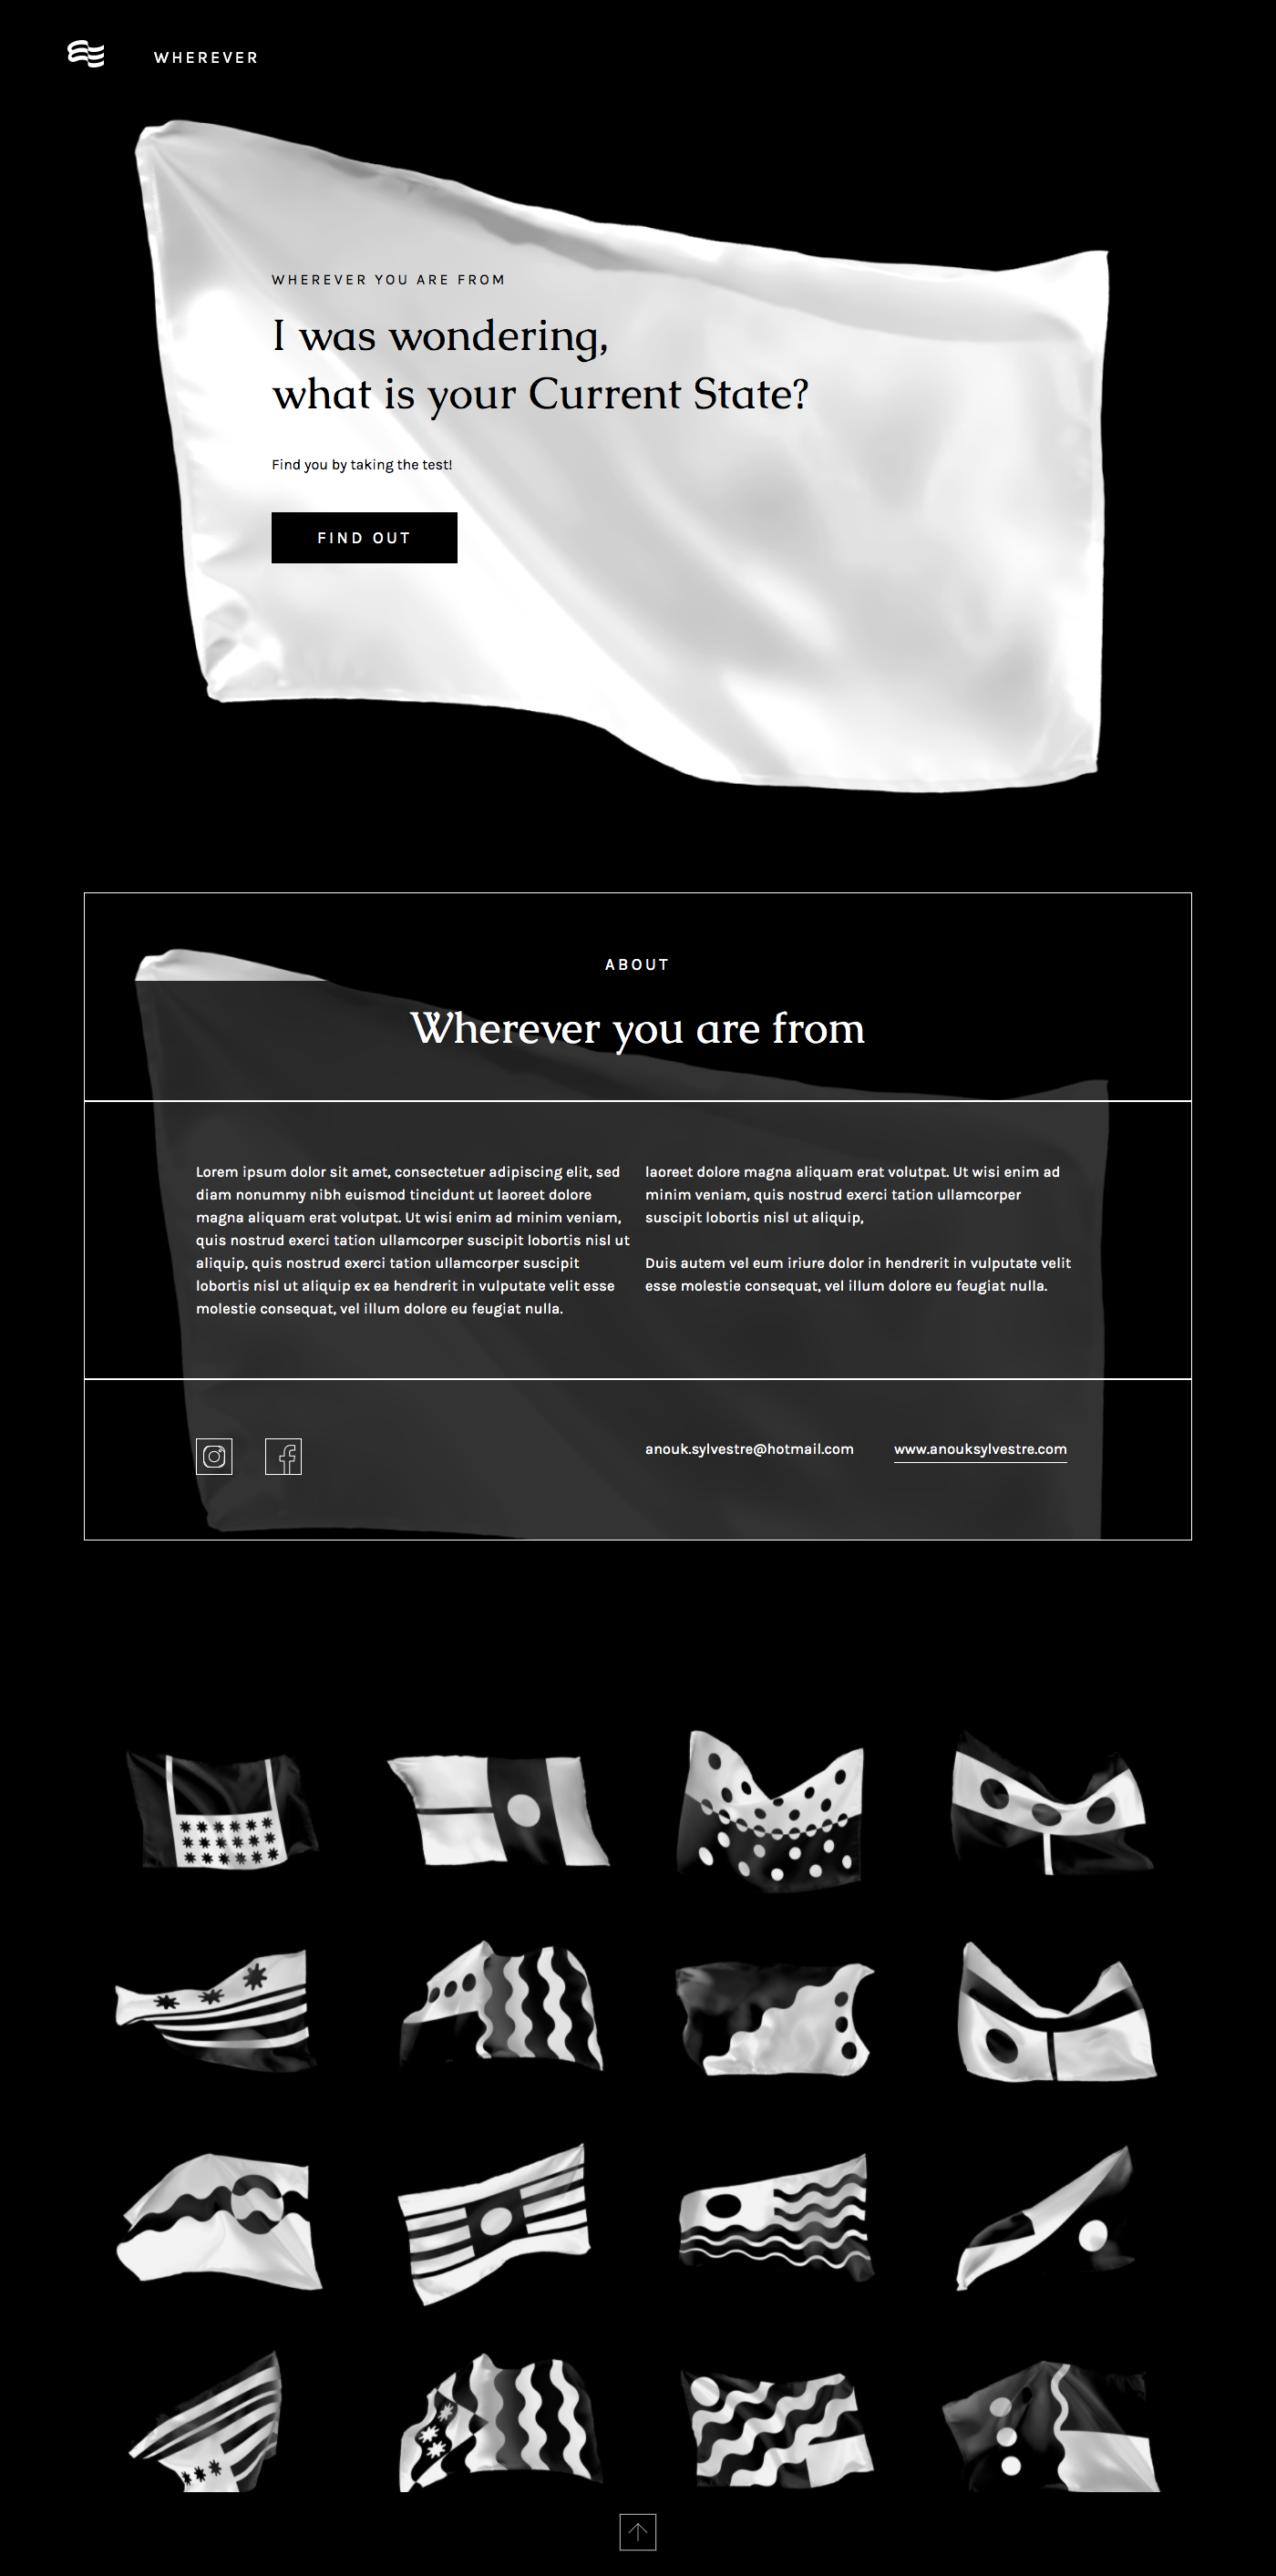 WHEREVER
WHEREVER YOU ARE FROM
I was wondering,
what is your Current State?
Find you by taking the test!
FIND OUT
ABOUT
Wherever you are from
Lorem ipsum dolor sit amet, consectetuer adipiscing elit, sed
diam nonummy nibh euismod tincidunt ut laoreet dolore
magna aliquam erat volutpat. Ut wisi enim ad minim veniam,
quis nostrud exerci tation ullamcorper suscipit lobortis nisl ut
aliquip, quis nostrud exerci tation ullamcorper suscipit
lobortis nisl ut aliquip ex ea hendrerit in vulputate velit esse
molestie consequat, vel illum dolore eu feugiat nulla.
laoreet dolore magna aliquam erat volutpat. Ut wisi enim ad
minim veniam, quis nostrud exerci tation ullamcorper
suscipit lobortis nisl ut aliquip,
Duis autem vel eum iriure dolor in hendrerit in vulputate velit
esse molestie consequat, vel illum dolore eu feugiat nulla.
anouk.sylvestre@hotmail.com
www.anouksylvestre.com